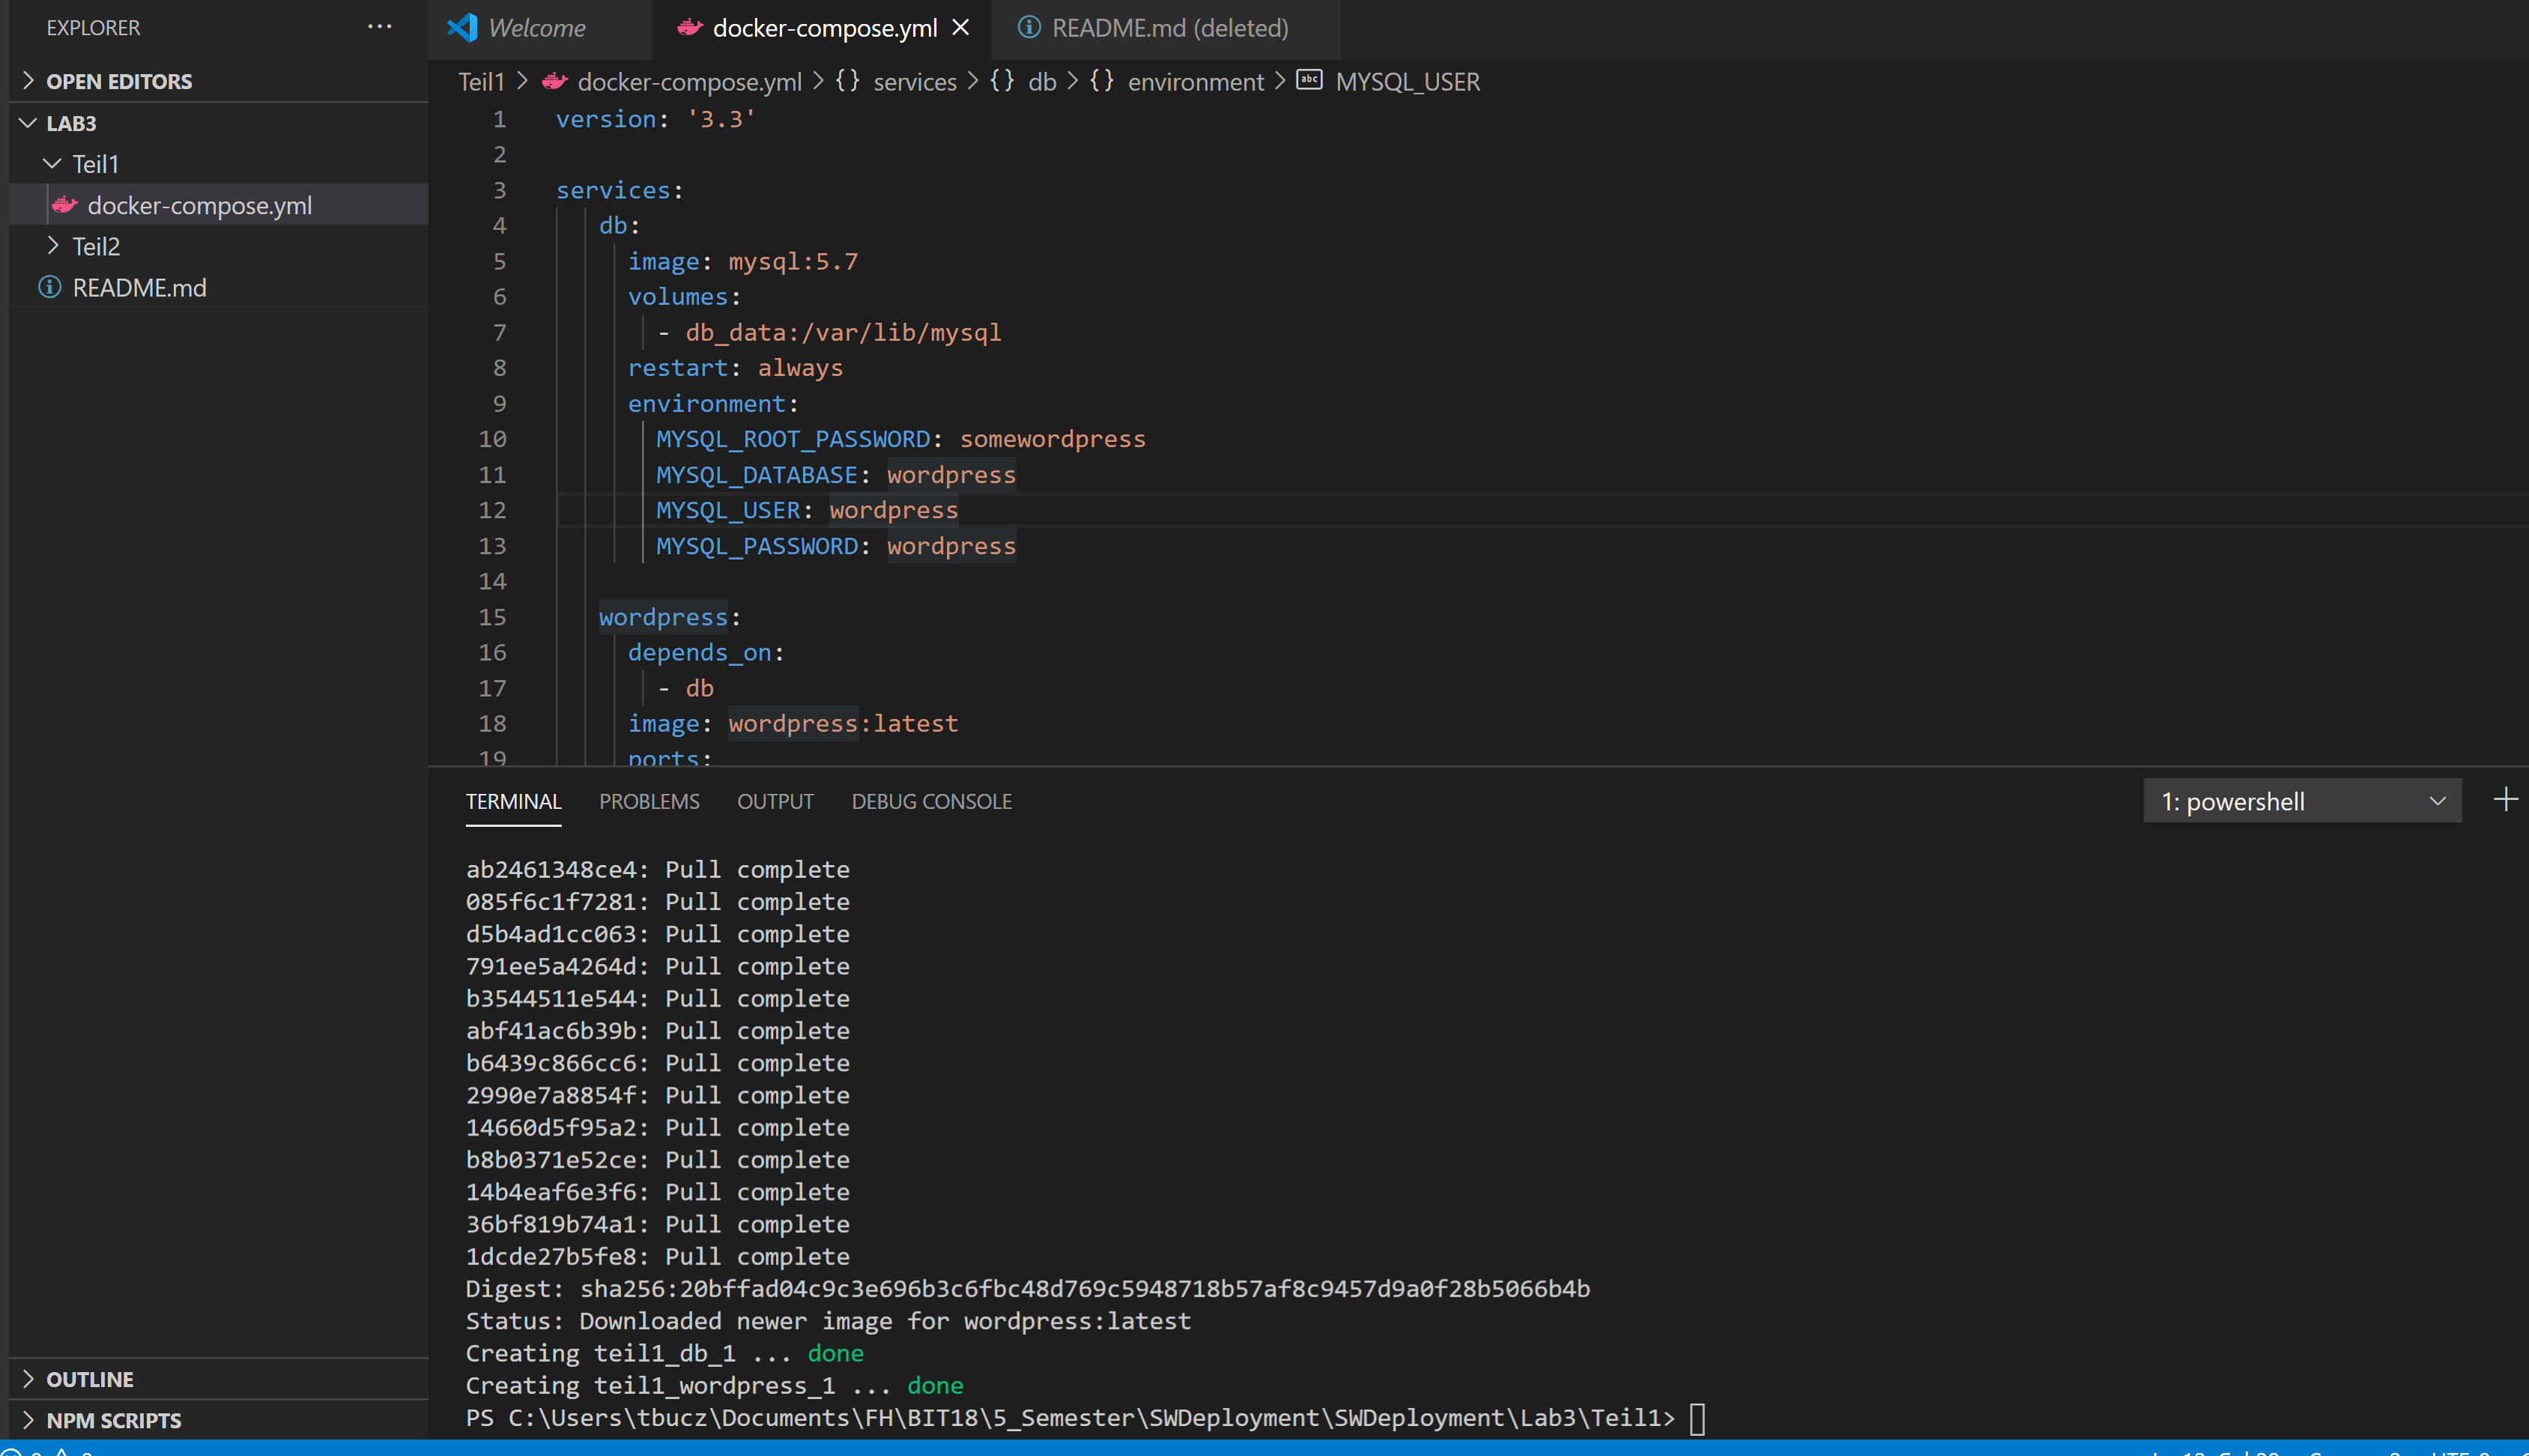 EXPLORER
OPEN EDITORS
LAB3
Teil1
docker-compose.yml
Teil2
README.md
OUTLINE
NPM SCRIPTS
Welcome
docker-compose.yml
README.md (deleted)
Teil1 > docker-compose.yml > {} services > {} db > {} environment > abc MYSQL_USER
1 version: '3.3'
2
3 services:
4 db:
5 image: mysql:5.7
6 volumes:
7 - db_data:/var/lib/mysql
8 restart: always
9 environment:
10 MYSQL_ROOT_PASSWORD: somewordpress
11 MYSQL_DATABASE: wordpress
12 MYSQL_USER: wordpress
13 MYSQL_PASSWORD: wordpress
14
15 wordpress:
16 depends_on:
17 - db
18 image: wordpress:latest
19 ports:
TERMINAL PROBLEMS OUTPUT DEBUG CONSOLE
1: powershell
ab2461348ce4: Pull complete
085f6c1f7281: Pull complete
d5b4ad1cc063: Pull complete
791ee5a4264d: Pull complete
b3544511e544: Pull complete
abf41ac6b39b: Pull complete
b6439c866cc6: Pull complete
2990e7a8854f: Pull complete
14660d5f95a2: Pull complete
b8b0371e52ce: Pull complete
14b4eaf6e3f6: Pull complete
36bf819b74a1: Pull complete
1dcde27b5fe8: Pull complete
Digest: sha256:20bffad04c9c3e696b3c6fbc48d769c5948718b57af8c9457d9a0f28b5066b4b
Status: Downloaded newer image for wordpress:latest
Creating teil1_db_1 ... done
Creating teil1_wordpress_1 ... done
PS C:\Users\tbucz\Documents\FH\BIT18\5_Semester\SWDeployment\SWDeployment\Lab3\Teil1>